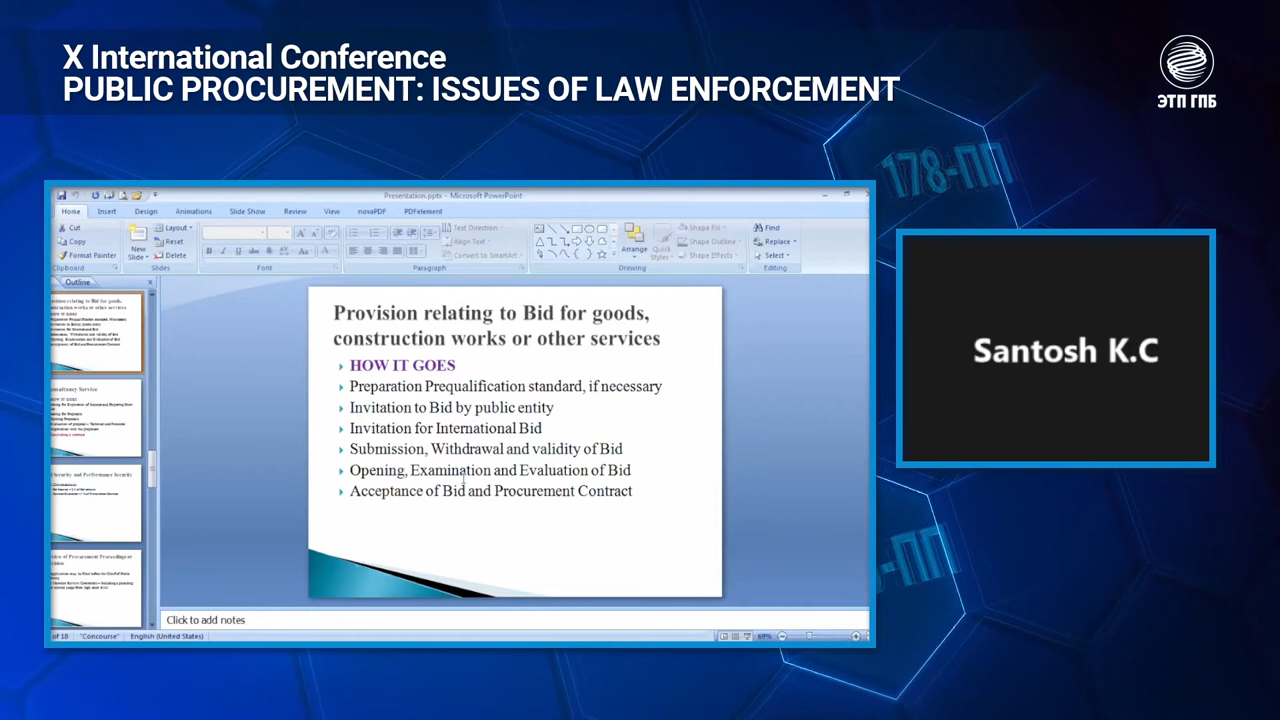 X International Conference
PUBLIC PROCUREMENT: ISSUES OF LAW ENFORCEMENT
ЭТП ГПБ
178-ПП
Presentation.pptx - Microsoft PowerPoint
Home Insert Design Animations Slide Show Review View novaPDF PDFelement
Cut
Copy
Format Painter
Clipboard
New Slide
Layout
Reset
Delete
Slides
Font
Text Direction
Align Text
Convert to SmartArt
Paragraph
Arrange
Quick Styles
Shape Fill
Shape Outline
Shape Effects
Drawing
Find
Replace
Select
Editing
Outline
Provision relating to Bid for goods,
construction works or other services
HOW IT GOES
Preparation Prequalification standard, if necessary
Invitation to Bid by public entity
Invitation for International Bid
Submission, Withdrawal and validity of Bid
Opening, Examination and Evaluation of Bid
Acceptance of Bid and Procurement Contract
Santosh K.C
-ПП
Click to add notes
of 18 "Concourse" English (United States) 69%